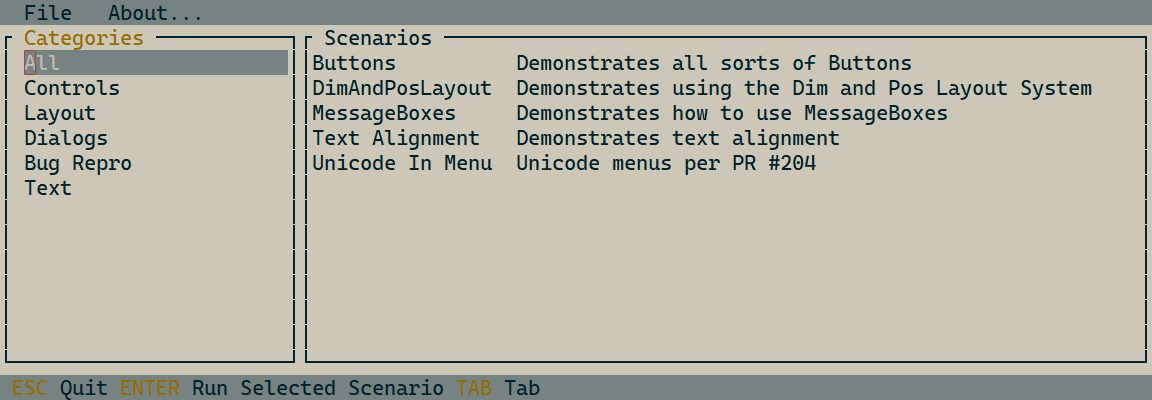 File About...
Categories
All
Controls
Layout
Dialogs
Bug Repro
Text
Scenarios
Buttons Demonstrates all sorts of Buttons
DimAndPosLayout Demonstrates using the Dim and Pos Layout System
MessageBoxes Demonstrates how to use MessageBoxes
Text Alignment Demonstrates text alignment
Unicode In Menu Unicode menus per PR #204
ESC Quit ENTER Run Selected Scenario TAB Tab